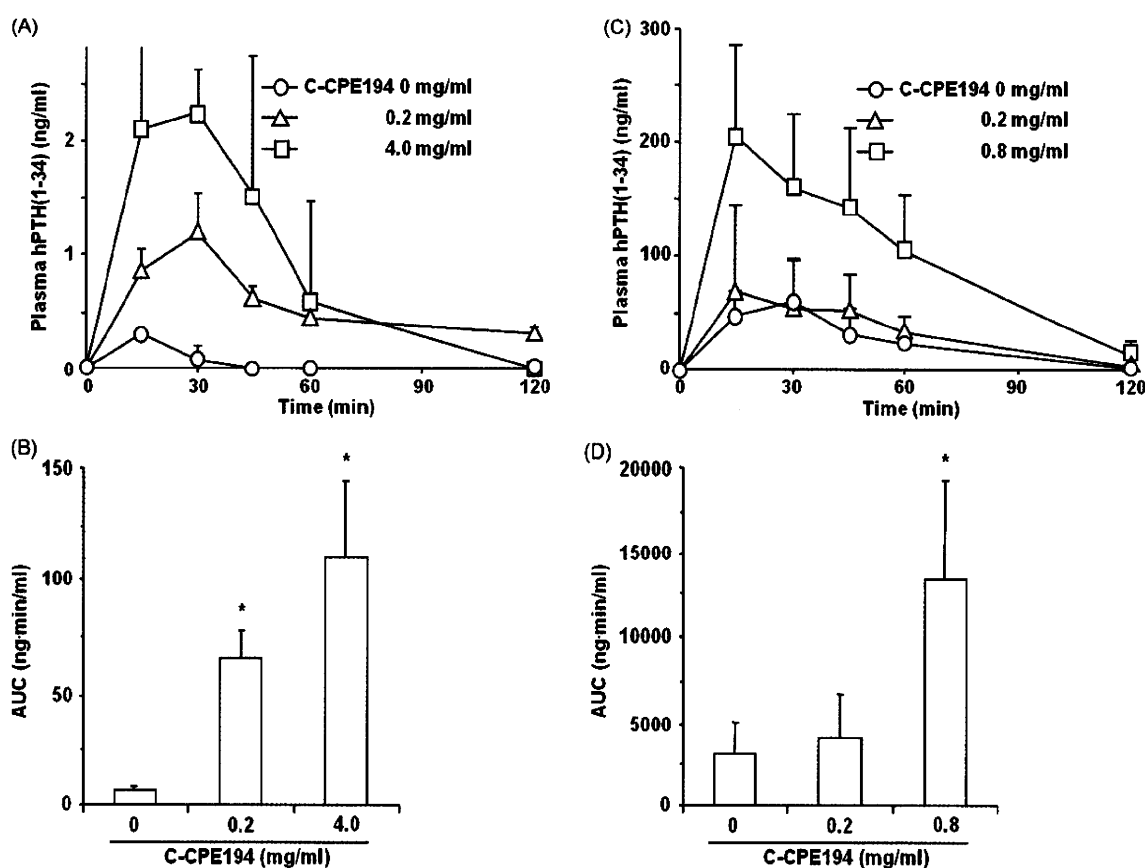 (A)
Plasma hPTH(1-34) (ng/ml)
2
1
0
C-CPE194 0 mg/ml
0.2 mg/ml
4.0 mg/ml
0 30 60 90 120
Time (min)
(C)
Plasma hPTH(1-34) (ng/ml)
300
200
100
0
C-CPE194 0 mg/ml
0.2 mg/ml
0.8 mg/ml
0 30 60 90 120
Time (min)
(B)
AUC (ng·min/ml)
150
100
50
0
*
*
0 0.2 4.0
C-CPE194 (mg/ml)
(D)
AUC (ng·min/ml)
20000
15000
10000
5000
0
*
0 0.2 0.8
C-CPE194 (mg/ml)